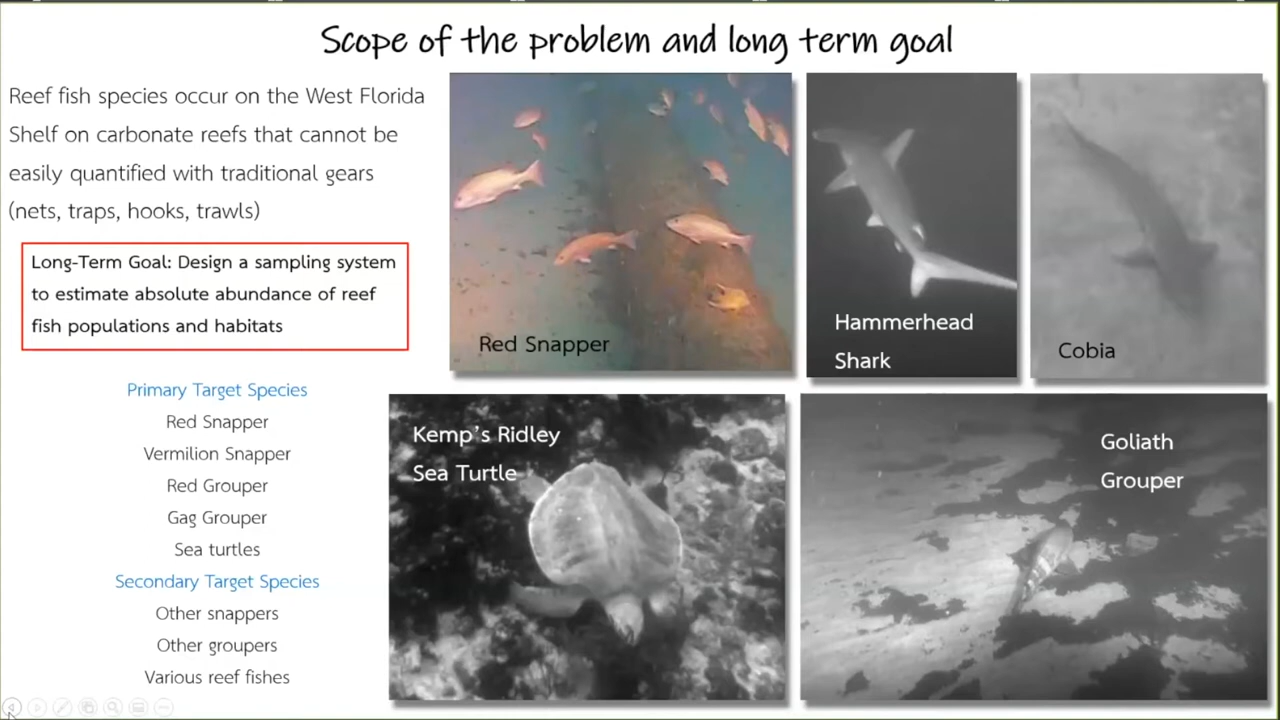 Scope of the problem and long term goal
Reef fish species occur on the West Florida
Shelf on carbonate reefs that cannot be
easily quantified with traditional gears
(nets, traps, hooks, trawls)
Long-Term Goal: Design a sampling system
to estimate absolute abundance of reef
fish populations and habitats
Primary Target Species
Red Snapper
Vermilion Snapper
Red Grouper
Gag Grouper
Sea turtles
Secondary Target Species
Other snappers
Other groupers
Various reef fishes
Red Snapper
Hammerhead
Shark
Cobia
Kemp's Ridley
Sea Turtle
Goliath
Grouper